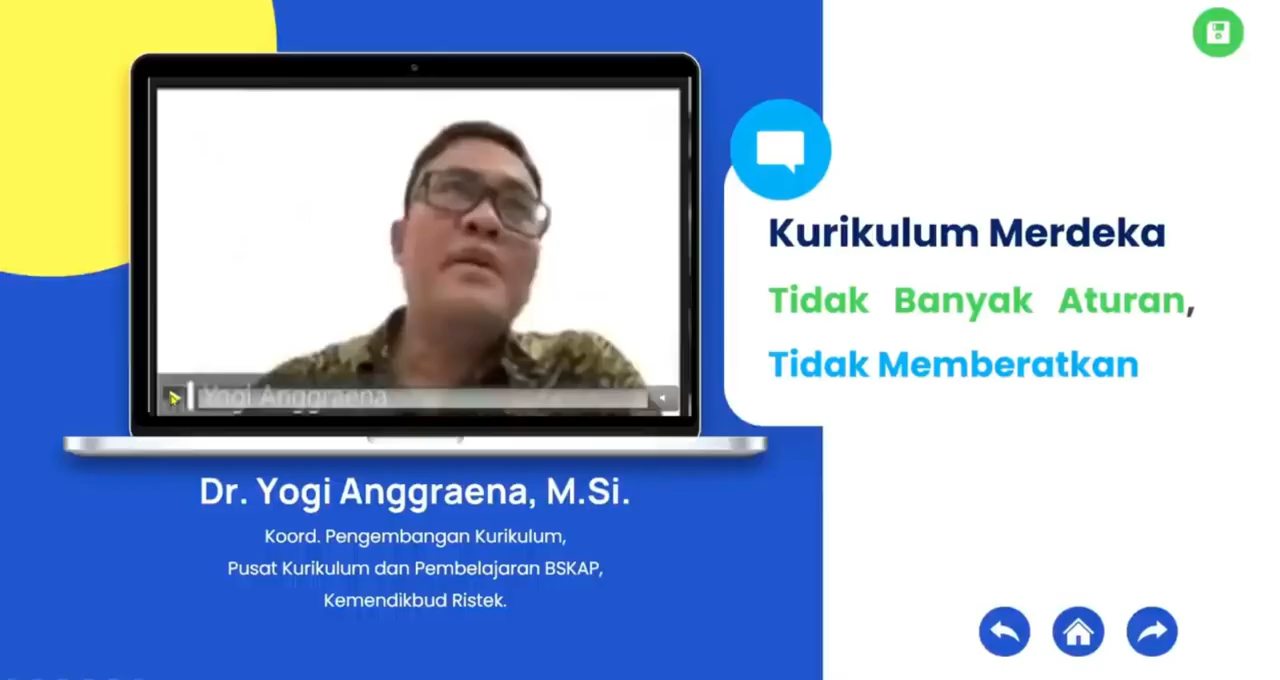 Yogi Anggraena
Dr. Yogi Anggraena, M.Si.
Koord. Pengembangan Kurikulum,
Pusat Kurikulum dan Pembelajaran BSKAP,
Kemendikbud Ristek.
Kurikulum Merdeka
Tidak Banyak Aturan,
Tidak Memberatkan